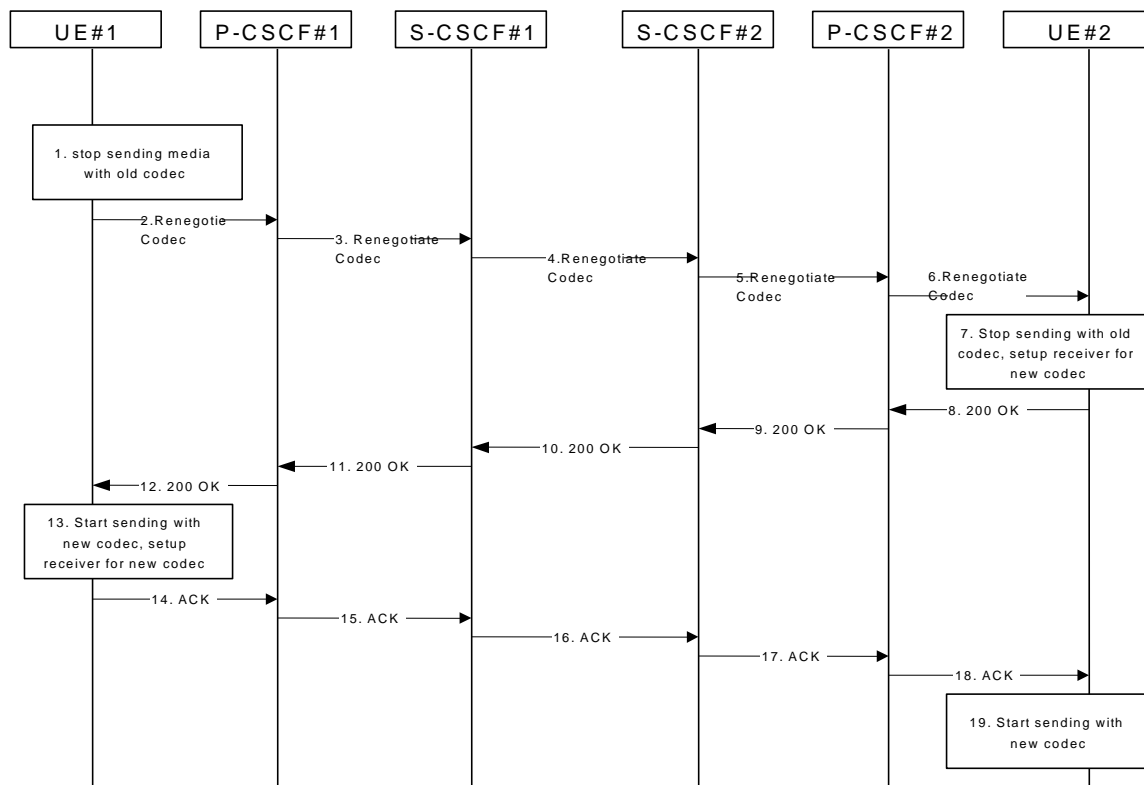 UE#1
P-CSCF#1
S-CSCF#1
S-CSCF#2
P-CSCF#2
UE#2
1. stop sending media
with old codec
2.Renegotie
Codec
3. Renegotiate
Codec
4.Renegotiate
Codec
5.Renegotiate
Codec
6.Renegotiate
Codec
7. Stop sending with old
codec, setup receiver for
new codec
8. 200 OK
9. 200 OK
10. 200 OK
11. 200 OK
12. 200 OK
13. Start sending with
new codec, setup
receiver for new codec
14. ACK
15. ACK
16. ACK
17. ACK
18. ACK
19. Start sending with
new codec